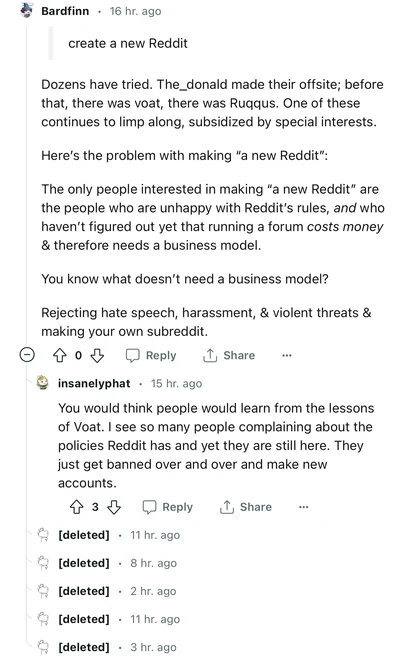 Bardfinn • 16 hr. ago
create a new Reddit
Dozens have tried. The_donald made their offsite; before
that, there was voat, there was Ruqqus. One of these
continues to limp along, subsidized by special interests.
Here's the problem with making “a new Reddit”:
The only people interested in making “a new Reddit” are
the people who are unhappy with Reddit's rules, and who
haven't figured out yet that running a forum costs money
& therefore needs a business model.
You know what doesn't need a business model?
Rejecting hate speech, harassment, & violent threats &
making your own subreddit.
0 Reply Share ...
insanelyphat • 15 hr. ago
You would think people would learn from the lessons
of Voat. I see so many people complaining about the
policies Reddit has and yet they are still here. They
just get banned over and over and make new
accounts.
3 Reply Share ...
[deleted] • 11 hr. ago
[deleted] • 8 hr. ago
[deleted] • 2 hr. ago
[deleted] • 11 hr. ago
[deleted] • 3 hr. ago